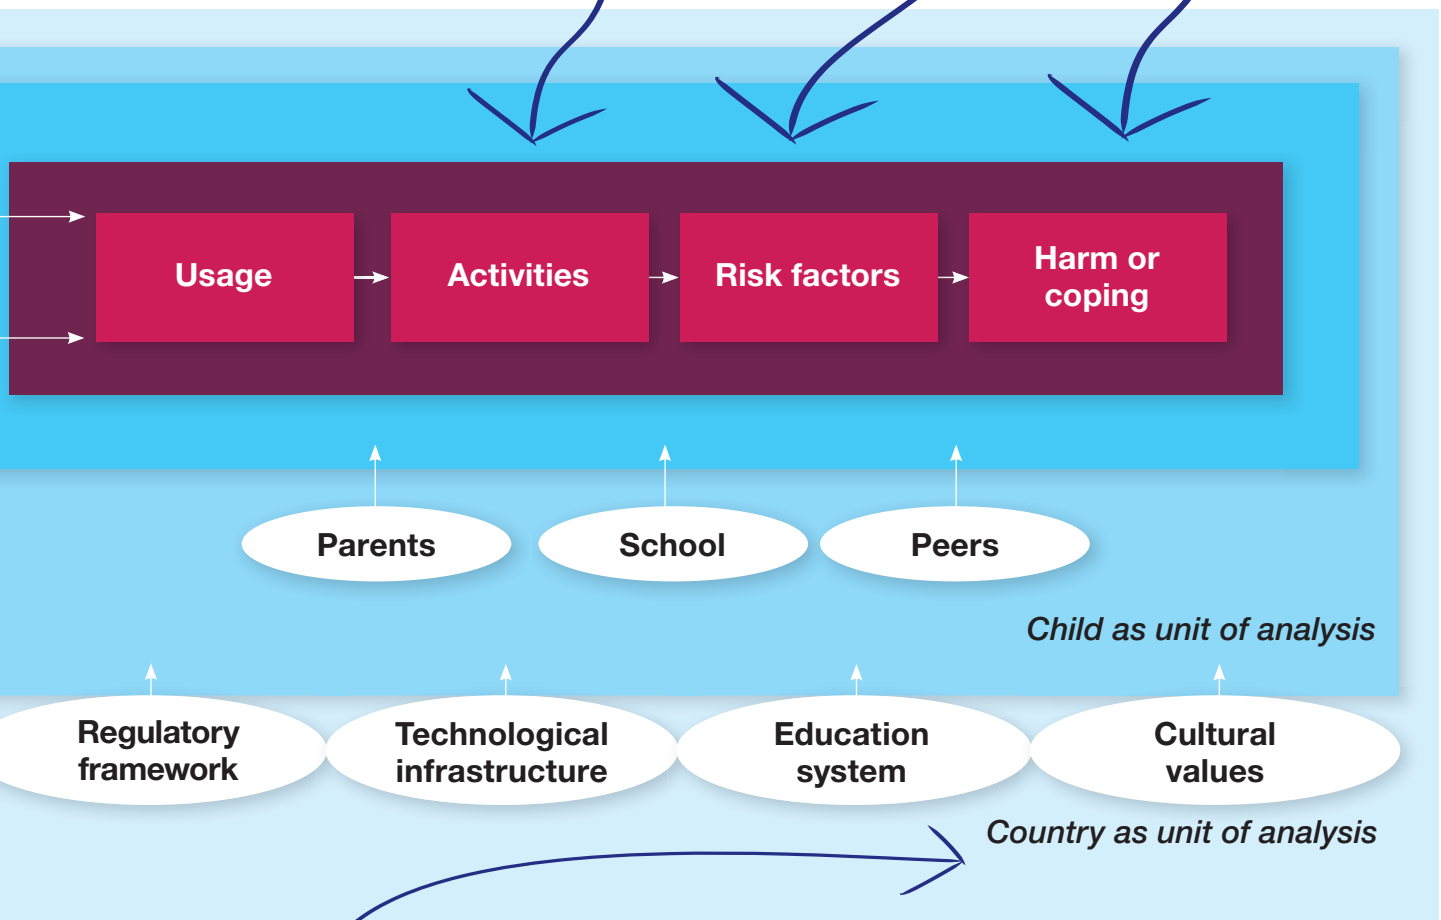 Usage
Activities
Risk factors
Harm or
coping
Parents
School
Peers
Child as unit of analysis
Regulatory
framework
Technological
infrastructure
Education
system
Cultural
values
Country as unit of analysis